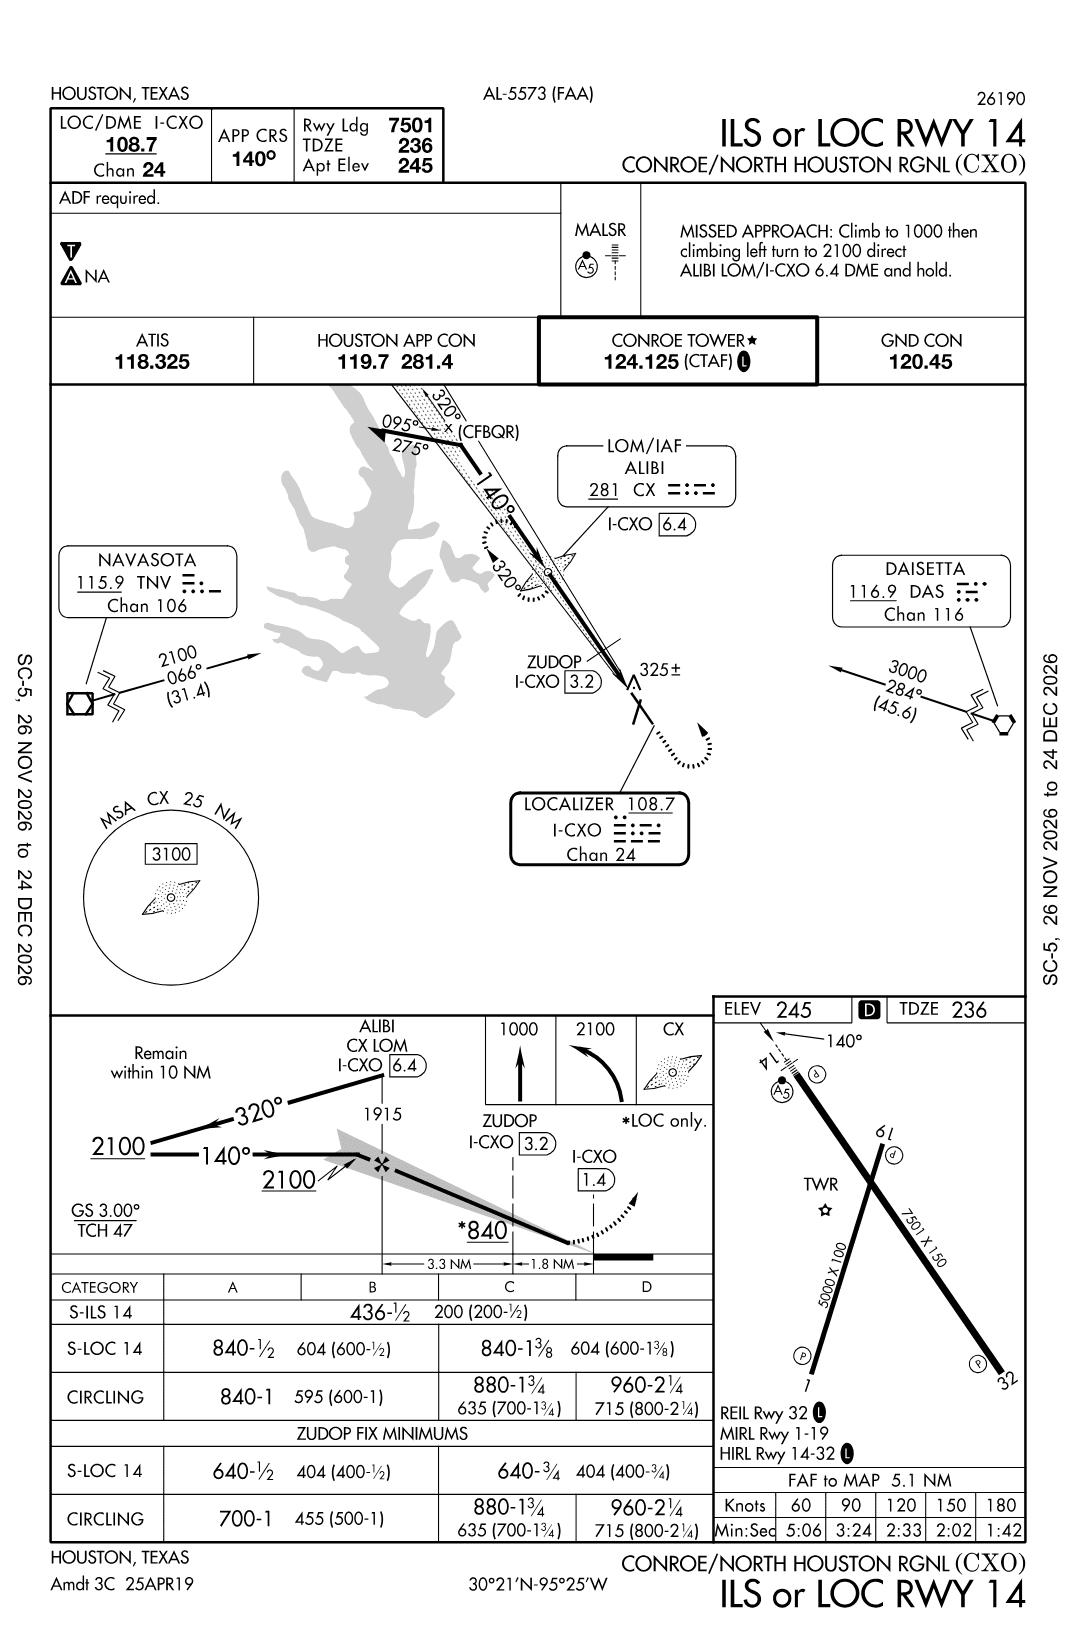 HOUSTON, TEXAS
AL-5573 (FAA)
26190
LOC/DME I-CXO
108.7
Chan 24
APP CRS
140°
Rwy Ldg 7501
TDZE 236
Apt Elev 245
ILS or LOC RWY 14
CONROE/NORTH HOUSTON RGNL (CXO)
ADF required.
T
A NA
MALSR
A5
MISSED APPROACH: Climb to 1000 then
climbing left turn to 2100 direct
ALIBI LOM/I-CXO 6.4 DME and hold.
ATIS
118.325
HOUSTON APP CON
119.7 281.4
CONROE TOWER★
124.125 (CTAF) L
GND CON
120.45
320°
095°
(CFBQR)
275°
140°
LOM/IAF
ALIBI
281 CX
I-CXO 6.4
320°
NAVASOTA
115.9 TNV
Chan 106
2100
066°
(31.4)
DAISETTA
116.9 DAS
Chan 116
3000
284°
(45.6)
ZUDOP
I-CXO 3.2
325±
LOCALIZER 108.7
I-CXO
Chan 24
MSA CX 25 NM
3100
SC-5, 26 NOV 2026 to 24 DEC 2026
SC-5, 26 NOV 2026 to 24 DEC 2026
Remain
within 10 NM
ALIBI
CX LOM
I-CXO 6.4
1000
2100
CX
320°
1915
ZUDOP
I-CXO 3.2
*LOC only.
2100
140°
2100
I-CXO
1.4
GS 3.00°
TCH 47
*840
3.3 NM
1.8 NM
CATEGORY A B C D
S-ILS 14 436-½ 200 (200-½)
S-LOC 14 840-½ 604 (600-½) 840-1⅜ 604 (600-1⅜)
CIRCLING 840-1 595 (600-1) 880-1¾ 635 (700-1¾) 960-2¼ 715 (800-2¼)
ZUDOP FIX MINIMUMS
S-LOC 14 640-½ 404 (400-½) 640-¾ 404 (400-¾)
CIRCLING 700-1 455 (500-1) 880-1¾ 635 (700-1¾) 960-2¼ 715 (800-2¼)
ELEV 245 D TDZE 236
140°
14
P
A5
19
P
TWR
7501 X 150
5000 X 100
P
P
1
32
REIL Rwy 32 L
MIRL Rwy 1-19
HIRL Rwy 14-32 L
FAF to MAP 5.1 NM
Knots 60 90 120 150 180
Min:Sec 5:06 3:24 2:33 2:02 1:42
HOUSTON, TEXAS
Amdt 3C 25APR19
30°21'N-95°25'W
CONROE/NORTH HOUSTON RGNL (CXO)
ILS or LOC RWY 14